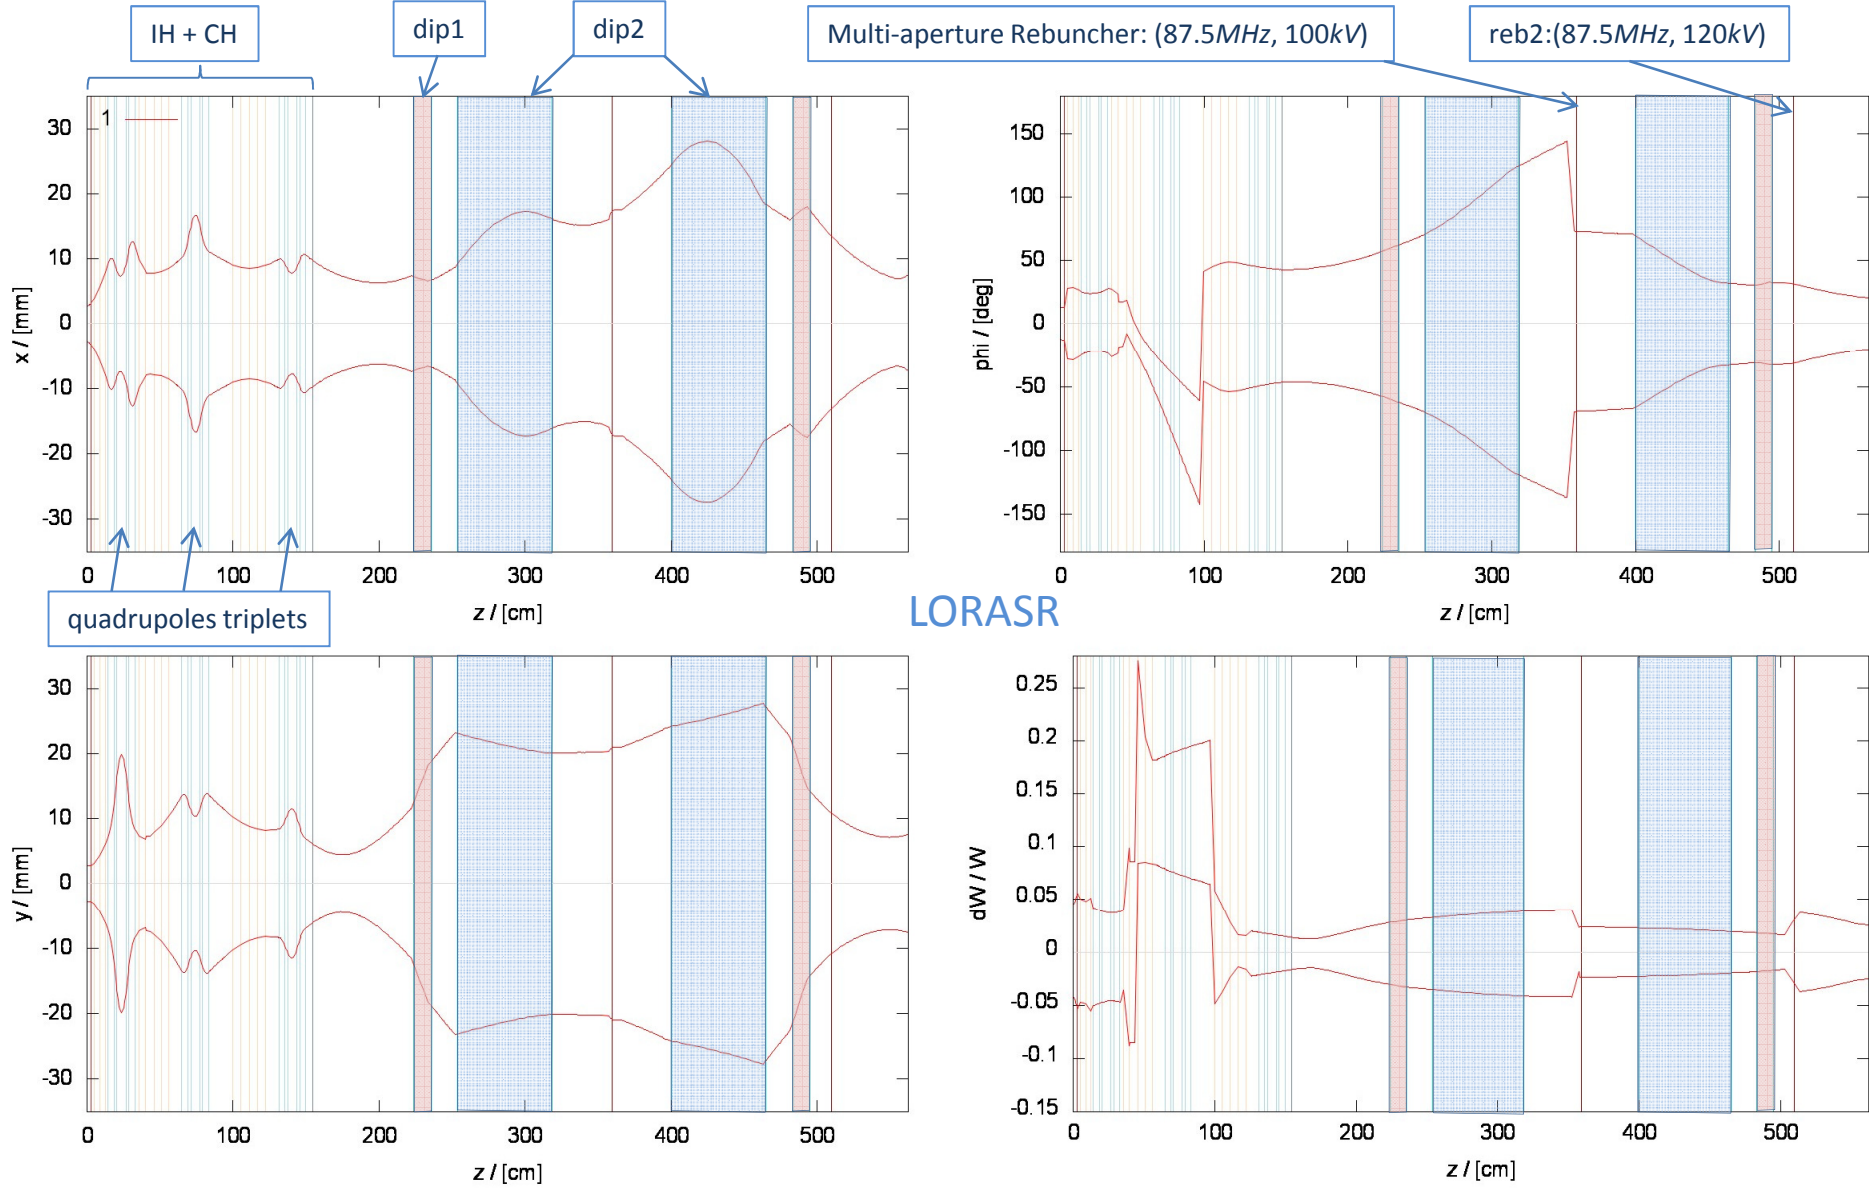 IH + CH
dip1
dip2
Multi-aperture Rebuncher: (87.5MHz, 100kV)
reb2:(87.5MHz, 120kV)
1
30
20
10
0
-10
-20
-30
x / [mm]
0 100 200 300 400 500
z / [cm]
150
100
50
0
-50
-100
-150
phi / [deg]
0 100 200 300 400 500
z / [cm]
quadrupoles triplets
LORASR
30
20
10
0
-10
-20
-30
y / [mm]
0 100 200 300 400 500
z / [cm]
0.25
0.2
0.15
0.1
0.05
0
-0.05
-0.1
-0.15
dW / W
0 100 200 300 400 500
z / [cm]